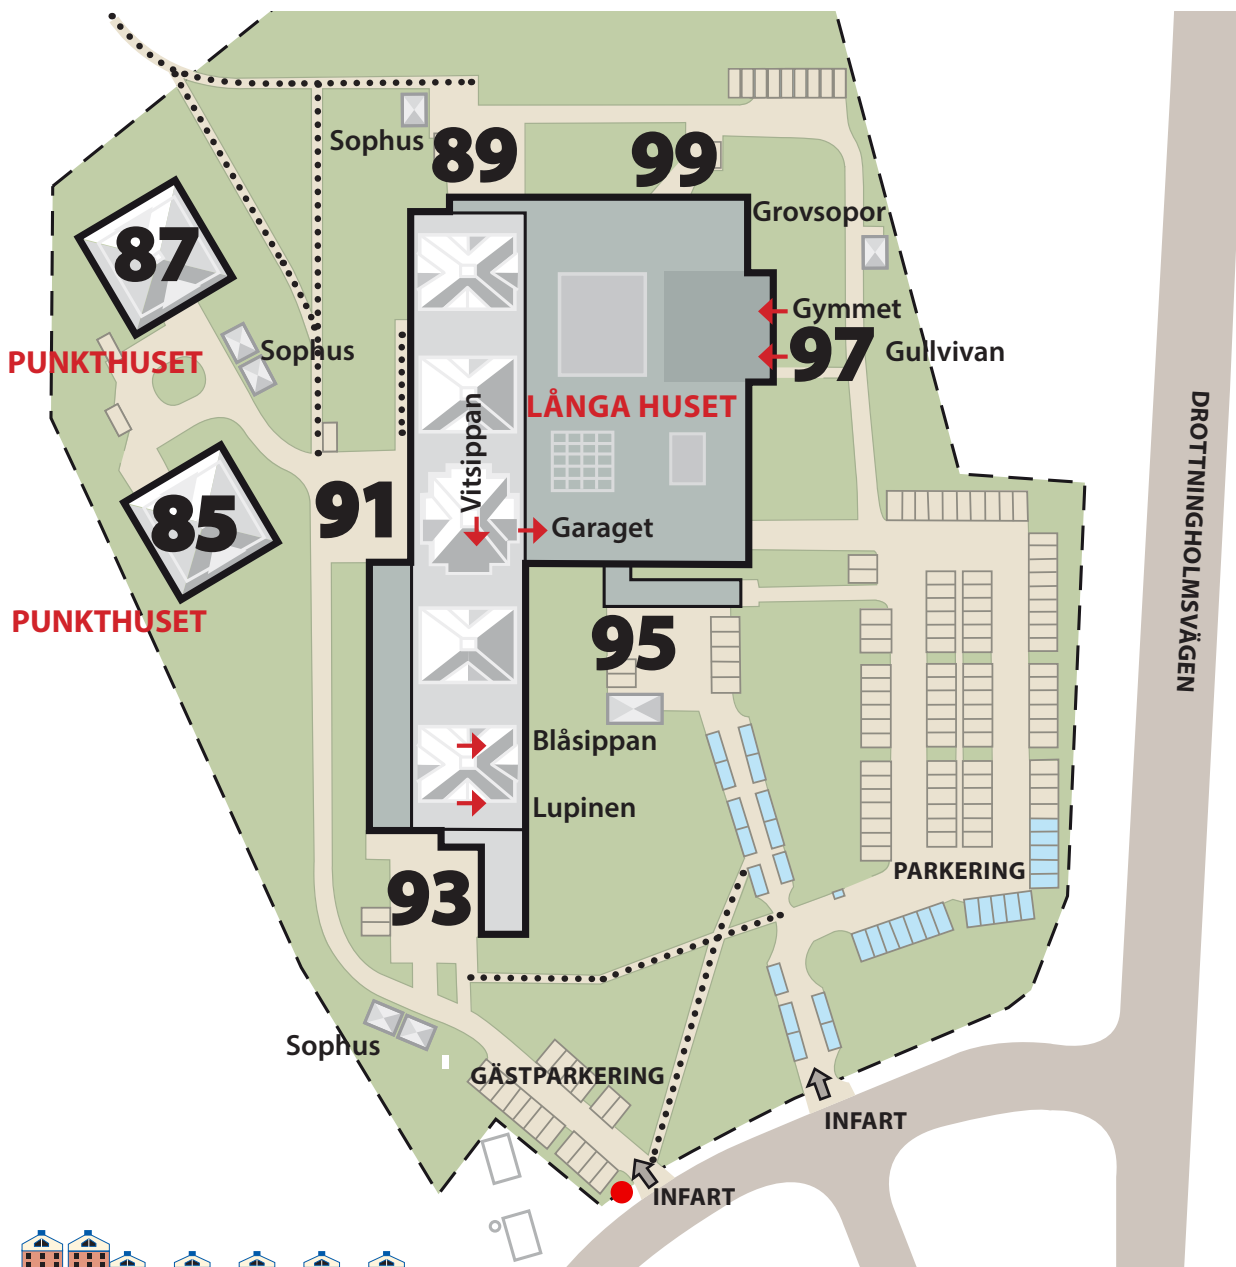 Sophus
89
99
Grovsopor
87
Gymmet
PUNKTHUSET
Sophus
97
Gullvivan
LÅNGA HUSET
Vitsippan
DROTTNINGHOLMSVÄGEN
91
85
Garaget
PUNKTHUSET
95
Blåsippan
Lupinen
PARKERING
93
Sophus
GÄSTPARKERING
INFART
INFART